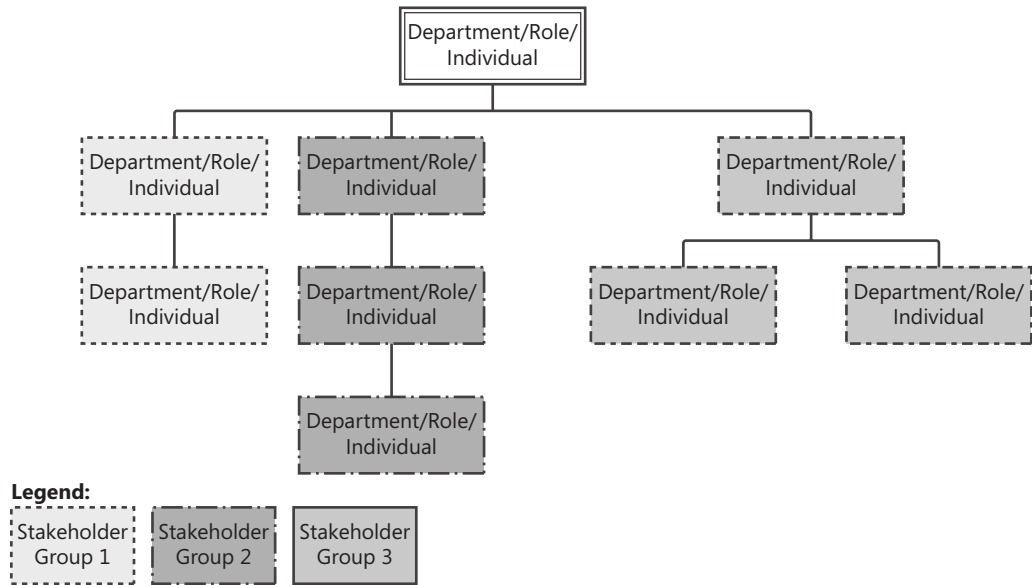 Department/Role/
Individual
Department/Role/
Individual
Department/Role/
Individual
Department/Role/
Individual
Department/Role/
Individual
Department/Role/
Individual
Department/Role/
Individual
Department/Role/
Individual
Department/Role/
Individual
Legend:
Stakeholder
Group 1
Stakeholder
Group 2
Stakeholder
Group 3